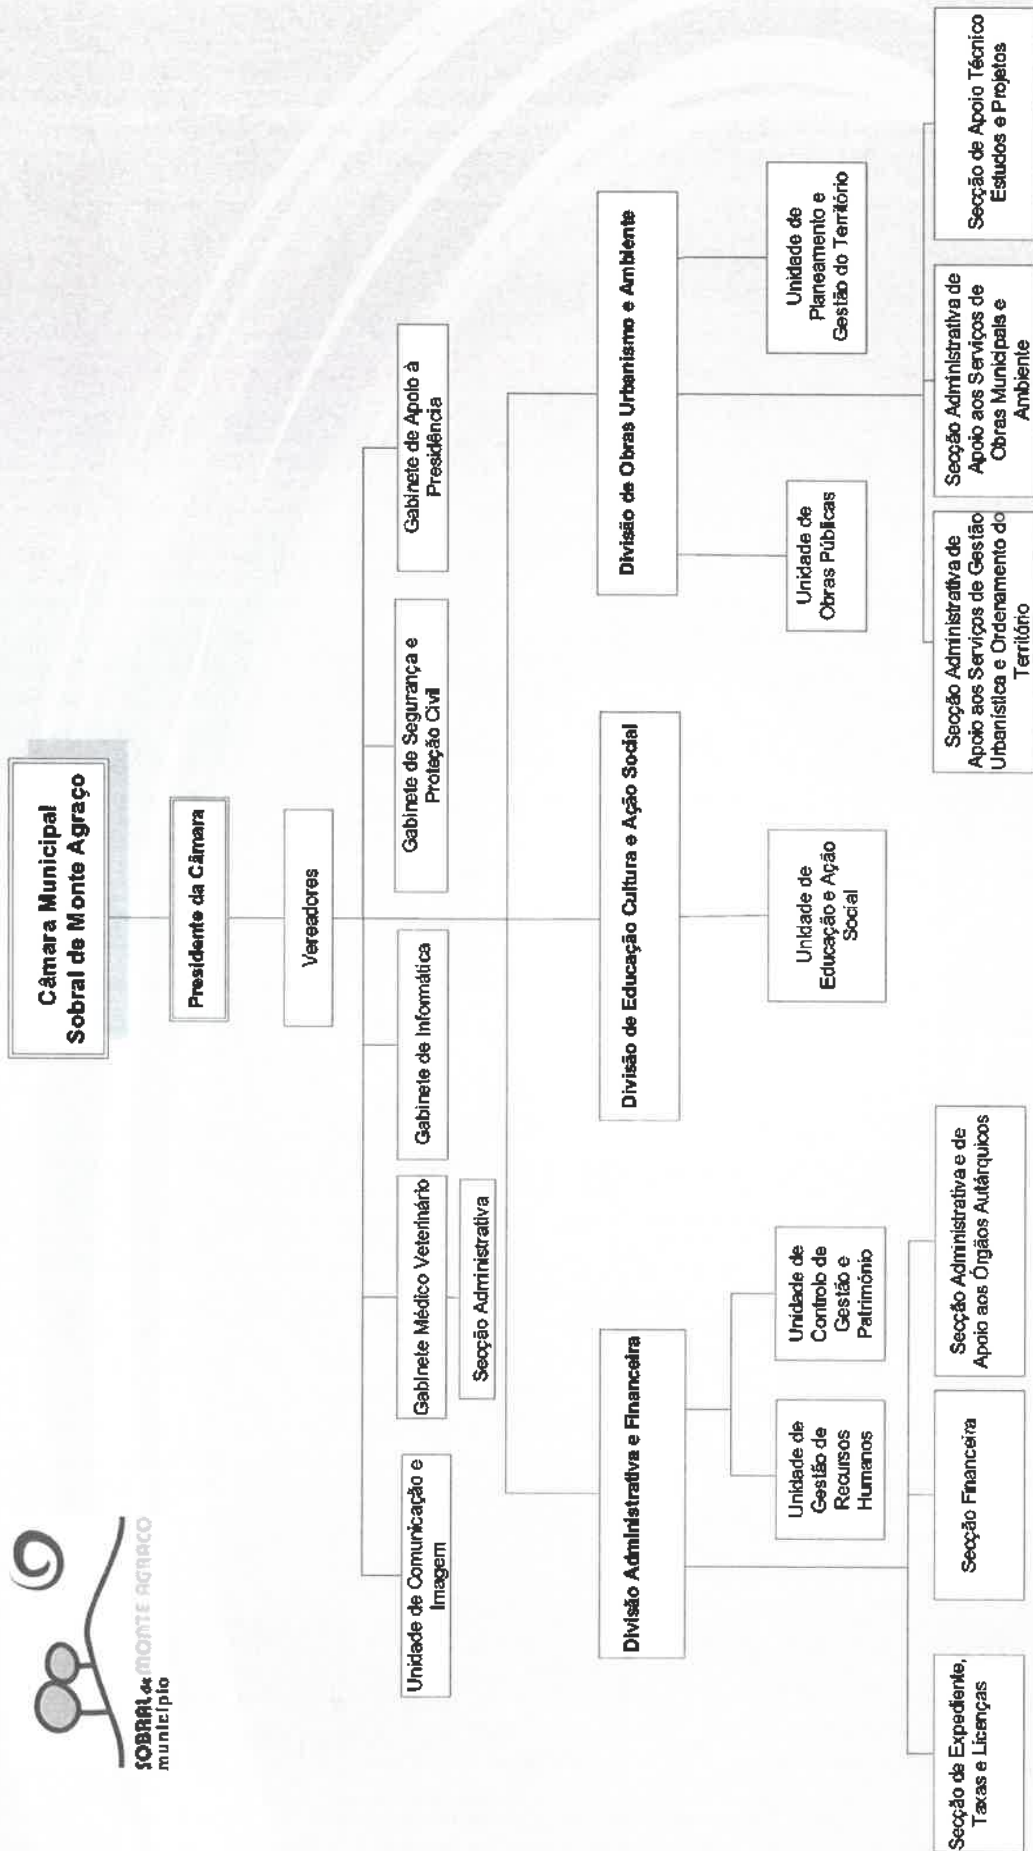 SOBRAL de MONTE AGRAÇO
município
Câmara Municipal
Sobral de Monte Agraço
Presidente da Câmara
Vereadores
Unidade de Comunicação e
Imagem
Gabinete Médico Veterinário
Secção Administrativa
Gabinete de Informática
Gabinete de Segurança e
Proteção Civil
Gabinete de Apoio à
Presidência
Divisão Administrativa e Financeira
Divisão de Educação Cultura e Ação Social
Divisão de Obras Urbanismo e Ambiente
Unidade de
Gestão de
Recursos
Humanos
Unidade de
Controlo de
Gestão e
Património
Unidade de
Educação e Ação
Social
Unidade de
Obras Públicas
Unidade de
Planeamento e
Gestão do Território
Secção de Expediente,
Taxas e Licenças
Secção Financeira
Secção Administrativa e de
Apoio aos Órgãos Autárquicos
Secção Administrativa de
Apoio aos Serviços de Gestão
Urbanística e Ordenamento do
Território
Secção Administrativa de
Apoio aos Serviços de
Obras Municipais e
Ambiente
Secção de Apoio Técnico
Estudos e Projetos